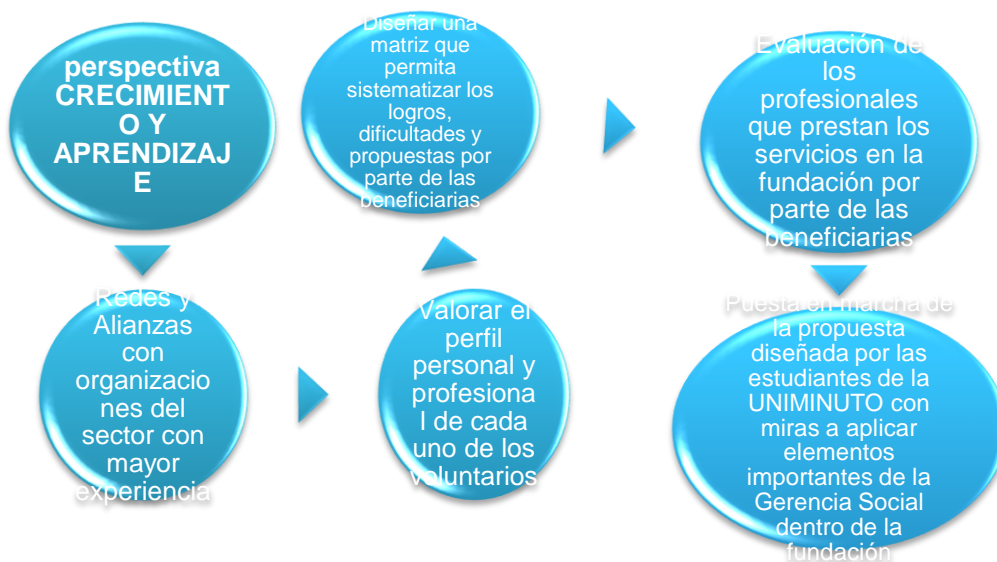 perspectiva
CRECIMIENT
O Y
APRENDIZAJ
E
Redes y
Alianzas
con
organizacio
nes del
sector con
mayor
experiencia
Valorar el
perfil
personal y
profesiona
l de cada
uno de los
voluntarios
Diseñar una
matriz que
permita
sistematizar los
logros,
dificultades y
propuestas por
parte de las
beneficiarias
Evaluación de
los
profesionales
que prestan los
servicios en la
fundación por
parte de las
beneficiarias
Puesta en marcha de
la propuesta
diseñada por las
estudiantes de la
UNIMINUTO con
miras a aplicar
elementos
importantes de la
Gerencia Social
dentro de la
fundación